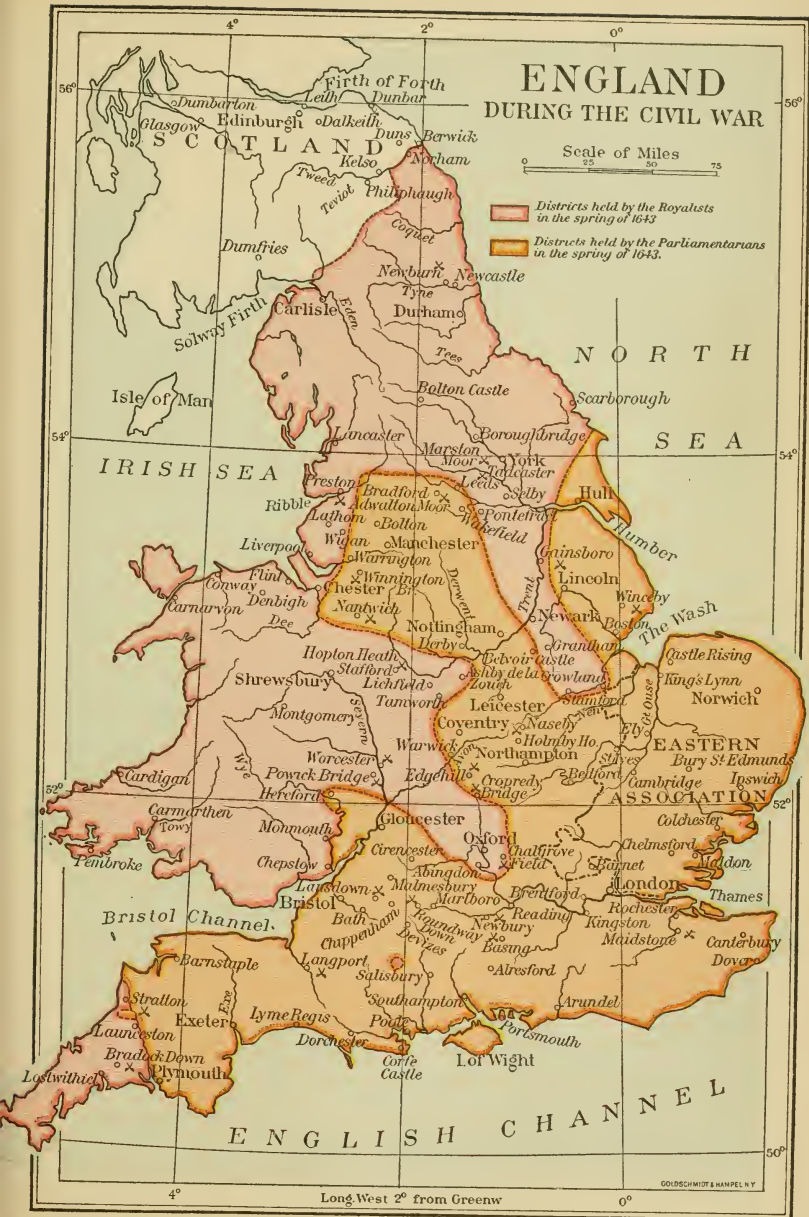 4°
2°
0°
ENGLAND
DURING THE CIVIL WAR
Scale of Miles
0 25 50 75
Districts held by the Royalists
in the spring of 1643
Districts held by the Parliamentarians
in the spring of 1643.
56°
56°
Firth of Forth
Dumbarton
Leith
Dunbar
Glasgow
Edinburgh
Dalkeith
Duns
Berwick
SCOTLAND
Kelso
Norham
Tweed
Teviot
Philiphaugh
Coquet
Dumfries
Newburn
Newcastle
Tyne
Solway Firth
Carlisle
Eden
Durham
Tees
NORTH
SEA
Isle of Man
Bolton Castle
Scarborough
54°
54°
Lancaster
Boroughbridge
Marston
Moor
York
Tadcaster
IRISH SEA
Preston
Leeds
Selby
Hull
Ribble
Bradford
Adwalton Moor
Pontefract
Wakefield
Humber
Lathom
Bolton
Wigan
Manchester
Liverpool
Warrington
Gainsboro
Lincoln
Flint
Conway
Chester
Winnington
Br.
Derwent
Trent
Winceby
Carnarvon
Denbigh
Nantwich
Newark
Boston
The Wash
Dee
Nottingham
Derby
Grantham
Hopton Heath
Stafford
Belvoir Castle
Castle Rising
Shrewsbury
Lichfield
Ashby de la
Zouch
Crowland
King's Lynn
Tamworth
Stamford
Norwich
Leicester
Montgomery
Severn
Coventry
Naseby
Nen
Ely
Gt Ouse
Holmby Ho.
EASTERN
Warwick
Avon
Northampton
St Ives
Bury St Edmunds
Worcester
Wye
Powick Bridge
Edgehill
Cropredy
Bridge
Bedford
Cambridge
Ipswich
Cardigan
52°
52°
Hereford
ASSOCIATION
Carmarthen
Towy
Monmouth
Gloucester
Oxford
Colchester
Pembroke
Chepstow
Cirencester
Chalgrove
Field
Chelmsford
Maldon
Abingdon
Barnet
London
Lansdown
Malmesbury
Brentford
Thames
Bristol
Marlboro
Bristol Channel
Bath
Chippenham
Roundway
Down
Newbury
Reading
Rochester
Kingston
Devizes
Basing
Maidstone
Canterbury
Dover
Barnstaple
Langport
Salisbury
Alresford
Stratton
Southampton
Arundel
Exe
Exeter
Lyme Regis
Poole
Portsmouth
Launceston
Dorchester
Bradock Down
Corfe
Castle
I. of Wight
Lostwithiel
Plymouth
ENGLISH CHANNEL
50°
GOLDSCHMIDT & HAMPEL N.Y
4°
Long. West 2° from Greenw
0°